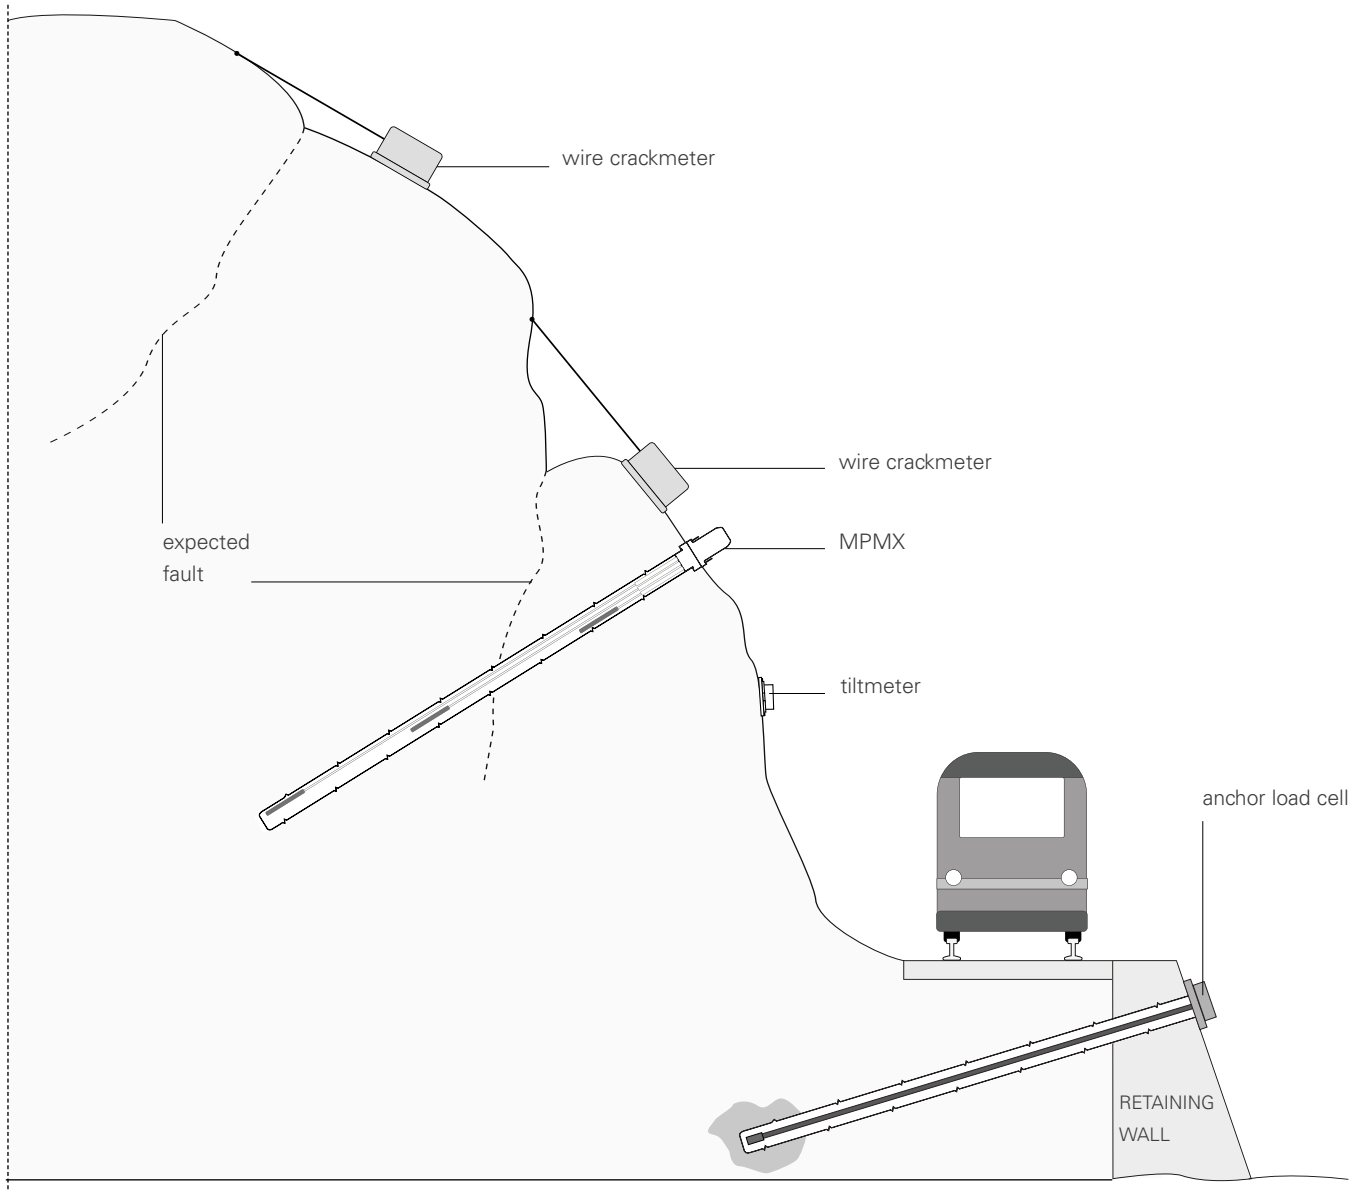 wire crackmeter
wire crackmeter
expected
fault
MPMX
tiltmeter
anchor load cell
RETAINING
WALL